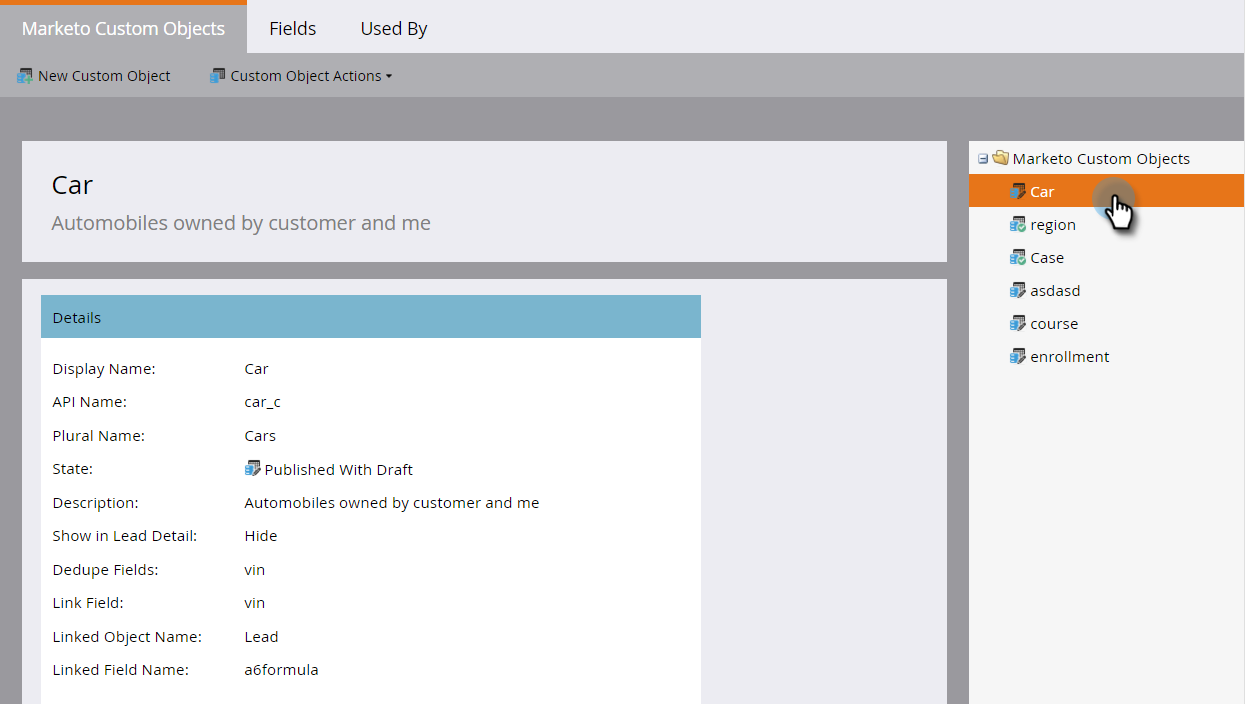 Marketo Custom Objects Fields Used By
New Custom Object Custom Object Actions
Car
Automobiles owned by customer and me
Details
Display Name: Car
API Name: car_c
Plural Name: Cars
State: Published With Draft
Description: Automobiles owned by customer and me
Show in Lead Detail: Hide
Dedupe Fields: vin
Link Field: vin
Linked Object Name: Lead
Linked Field Name: a6formula
Marketo Custom Objects
Car
region
Case
asdasd
course
enrollment